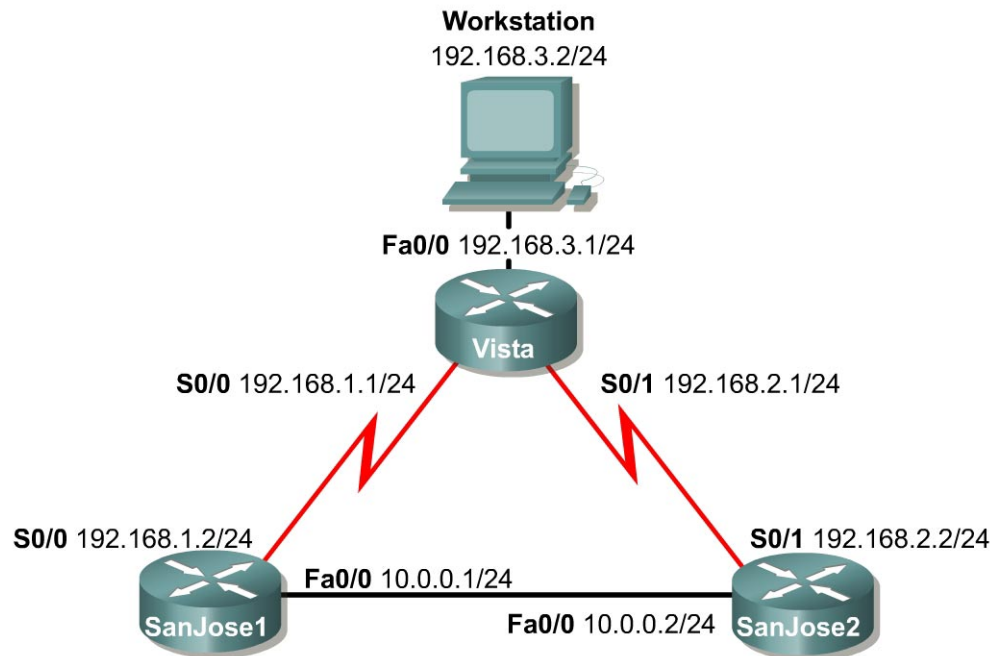 Workstation
192.168.3.2/24
Fa0/0 192.168.3.1/24
Vista
S0/0 192.168.1.1/24
S0/1 192.168.2.1/24
S0/0 192.168.1.2/24
S0/1 192.168.2.2/24
Fa0/0 10.0.0.1/24
SanJose1
Fa0/0 10.0.0.2/24
SanJose2